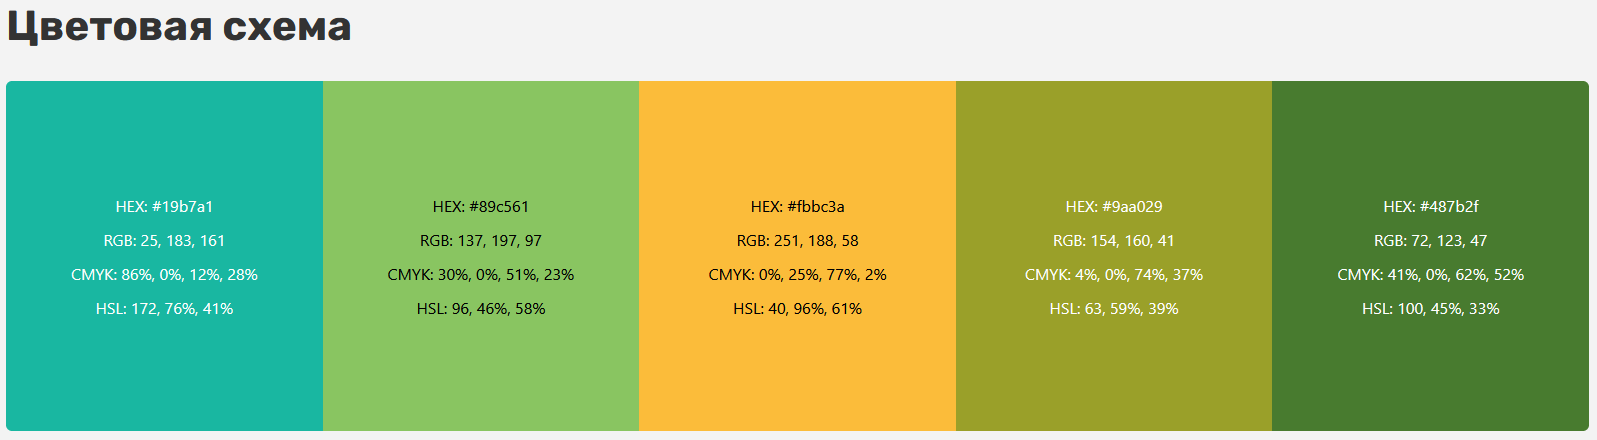 Цветовая схема
HEX: #19b7a1
RGB: 25, 183, 161
CMYK: 86%, 0%, 12%, 28%
HSL: 172, 76%, 41%
HEX: #89c561
RGB: 137, 197, 97
CMYK: 30%, 0%, 51%, 23%
HSL: 96, 46%, 58%
HEX: #fbbc3a
RGB: 251, 188, 58
CMYK: 0%, 25%, 77%, 2%
HSL: 40, 96%, 61%
HEX: #9aa029
RGB: 154, 160, 41
CMYK: 4%, 0%, 74%, 37%
HSL: 63, 59%, 39%
HEX: #487b2f
RGB: 72, 123, 47
CMYK: 41%, 0%, 62%, 52%
HSL: 100, 45%, 33%